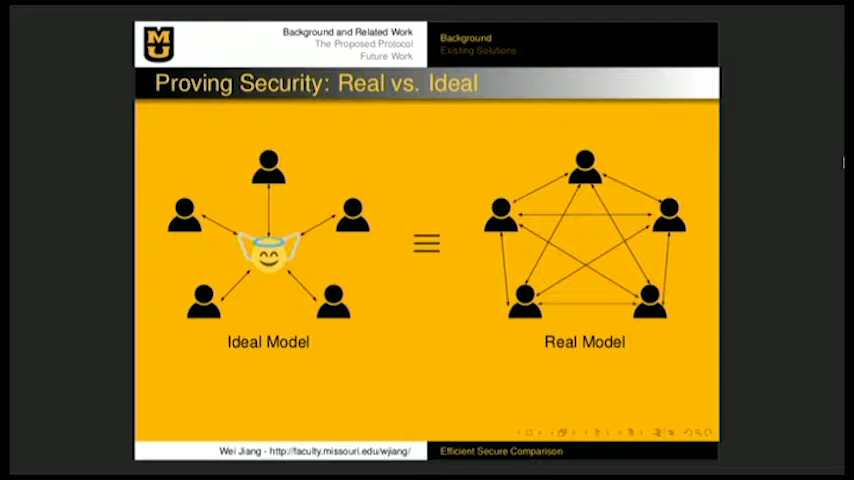 MU
Background and Related Work
The Proposed Protocol
Future Work
Background
Existing Solutions
Proving Security: Real vs. Ideal
Ideal Model
Real Model
Wei Jiang - http://faculty.missouri.edu/wjiang/
Efficient Secure Comparison